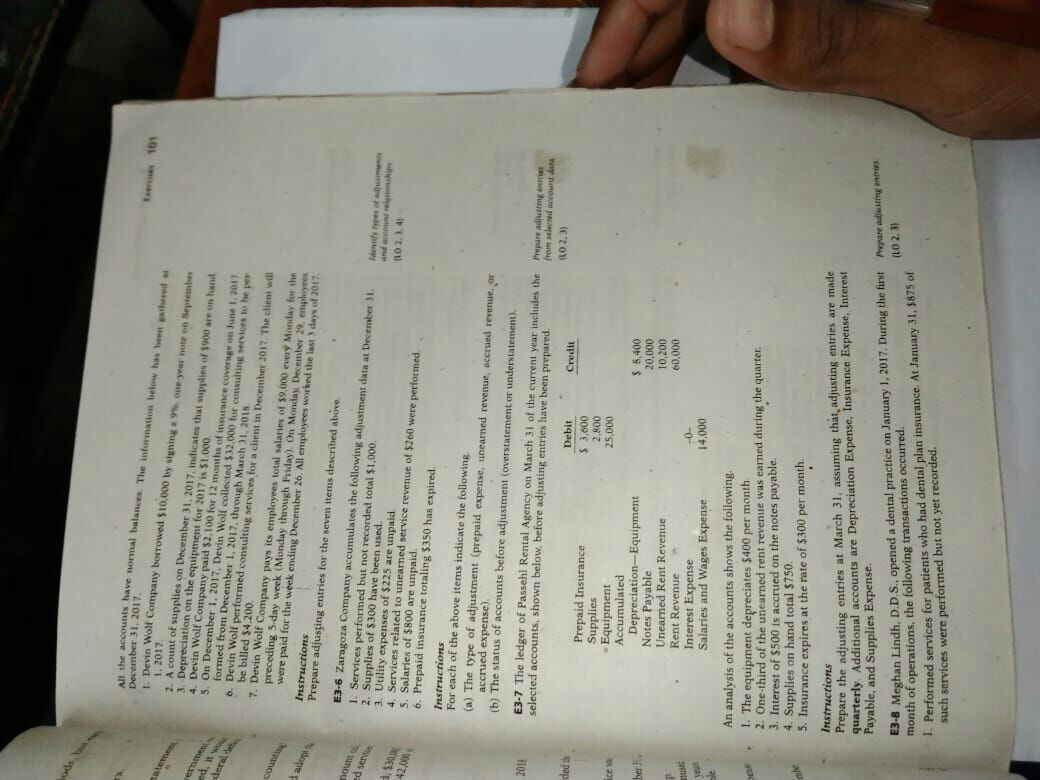 EXERCISES 101
All the accounts have normal balances. The information below has been gathered at
December 31, 2017.
1. Devin Wolf Company borrowed $10,000 by signing a 9%, one-year note on September
1, 2017.
2. A count of supplies on December 31, 2017, indicates that supplies of $900 are on hand.
3. Depreciation on the equipment for 2017 is $1,000.
4. Devin Wolf Company paid $2,100 for 12 months of insurance coverage on June 1, 2017.
5. On December 1, 2017, Devin Wolf collected $32,000 for consulting services to be per-
formed from December 1, 2017, through March 31, 2018.
6. Devin Wolf performed consulting services for a client in December 2017. The client will
be billed $4,200.
7. Devin Wolf Company pays its employees total salaries of $9,000 every Monday for the
preceding 5-day week (Monday through Friday). On Monday, December 29, employees
were paid for the week ending December 26. All employees worked the last 3 days of 2017.
Instructions
Prepare adjusting entries for the seven items described above.
E3-6 Zaragoza Company accumulates the following adjustment data at December 31.
Identify types of adjustments
and account relationships.
(LO 2, 3, 4)
1. Services performed but not recorded total $1,000.
2. Supplies of $300 have been used.
3. Utility expenses of $225 are unpaid.
4. Services related to unearned service revenue of $260 were performed.
5. Salaries of $800 are unpaid.
6. Prepaid insurance totaling $350 has expired.
Instructions
For each of the above items indicate the following.
(a) The type of adjustment (prepaid expense, unearned revenue, accrued revenue, or
accrued expense).
(b) The status of accounts before adjustment (overstatement or understatement).
E3-7 The ledger of Passehl Rental Agency on March 31 of the current year includes the
selected accounts, shown below, before adjusting entries have been prepared.
Prepare adjusting entries
from selected account data.
(LO 2, 3)
Debit Credit
Prepaid Insurance $ 3,600
Supplies 2,800
Equipment 25,000
Accumulated
Depreciation—Equipment $ 8,400
Notes Payable 20,000
Unearned Rent Revenue 10,200
Rent Revenue 60,000
Interest Expense -0-
Salaries and Wages Expense 14,000
An analysis of the accounts shows the following.
1. The equipment depreciates $400 per month.
2. One-third of the unearned rent revenue was earned during the quarter.
3. Interest of $500 is accrued on the notes payable.
4. Supplies on hand total $750.
5. Insurance expires at the rate of $300 per month.
Instructions
Prepare the adjusting entries at March 31, assuming that adjusting entries are made
quarterly. Additional accounts are Depreciation Expense, Insurance Expense, Interest
Payable, and Supplies Expense.
E3-8 Meghan Lindh, D.D.S., opened a dental practice on January 1, 2017. During the first
month of operations, the following transactions occurred.
Prepare adjusting entries.
(LO 2, 3)
1. Performed services for patients who had dental plan insurance. At January 31, $875 of
such services were performed but not yet recorded.